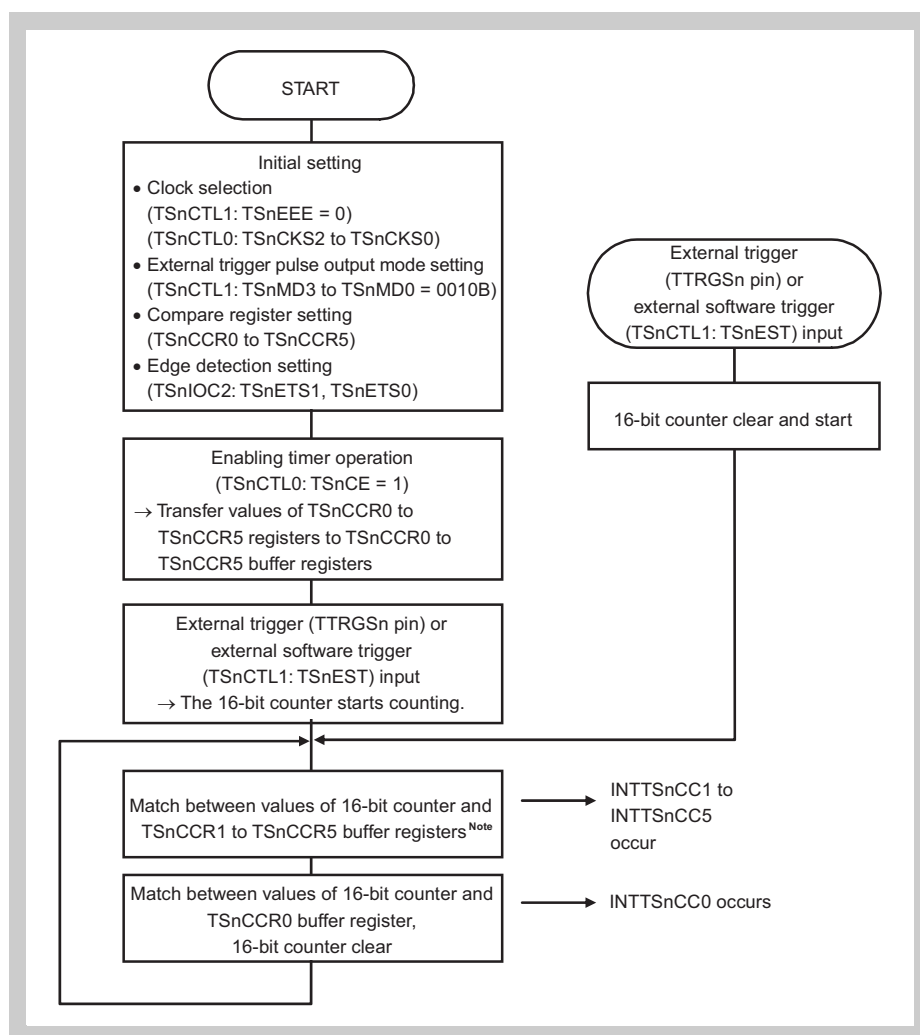 START
Initial setting
• Clock selection
(TSnCTL1: TSnEEE = 0)
(TSnCTL0: TSnCKS2 to TSnCKS0)
• External trigger pulse output mode setting
(TSnCTL1: TSnMD3 to TSnMD0 = 0010B)
• Compare register setting
(TSnCCR0 to TSnCCR5)
• Edge detection setting
(TSnIOC2: TSnETS1, TSnETS0)
Enabling timer operation
(TSnCTL0: TSnCE = 1)
→ Transfer values of TSnCCR0 to
TSnCCR5 registers to TSnCCR0 to
TSnCCR5 buffer registers
External trigger (TTRGSn pin) or
external software trigger
(TSnCTL1: TSnEST) input
→ The 16-bit counter starts counting.
External trigger
(TTRGSn pin) or
external software trigger
(TSnCTL1: TSnEST) input
16-bit counter clear and start
Match between values of 16-bit counter and
TSnCCR1 to TSnCCR5 buffer registers Note
INTTSnCC1 to
INTTSnCC5
occur
Match between values of 16-bit counter and
TSnCCR0 buffer register,
16-bit counter clear
INTTSnCC0 occurs